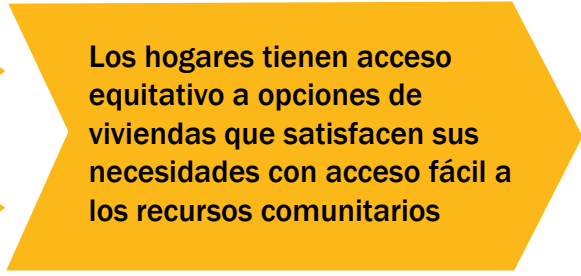 Los hogares tienen acceso
equitativo a opciones de
viviendas que satisfacen sus
necesidades con acceso fácil a
los recursos comunitarios